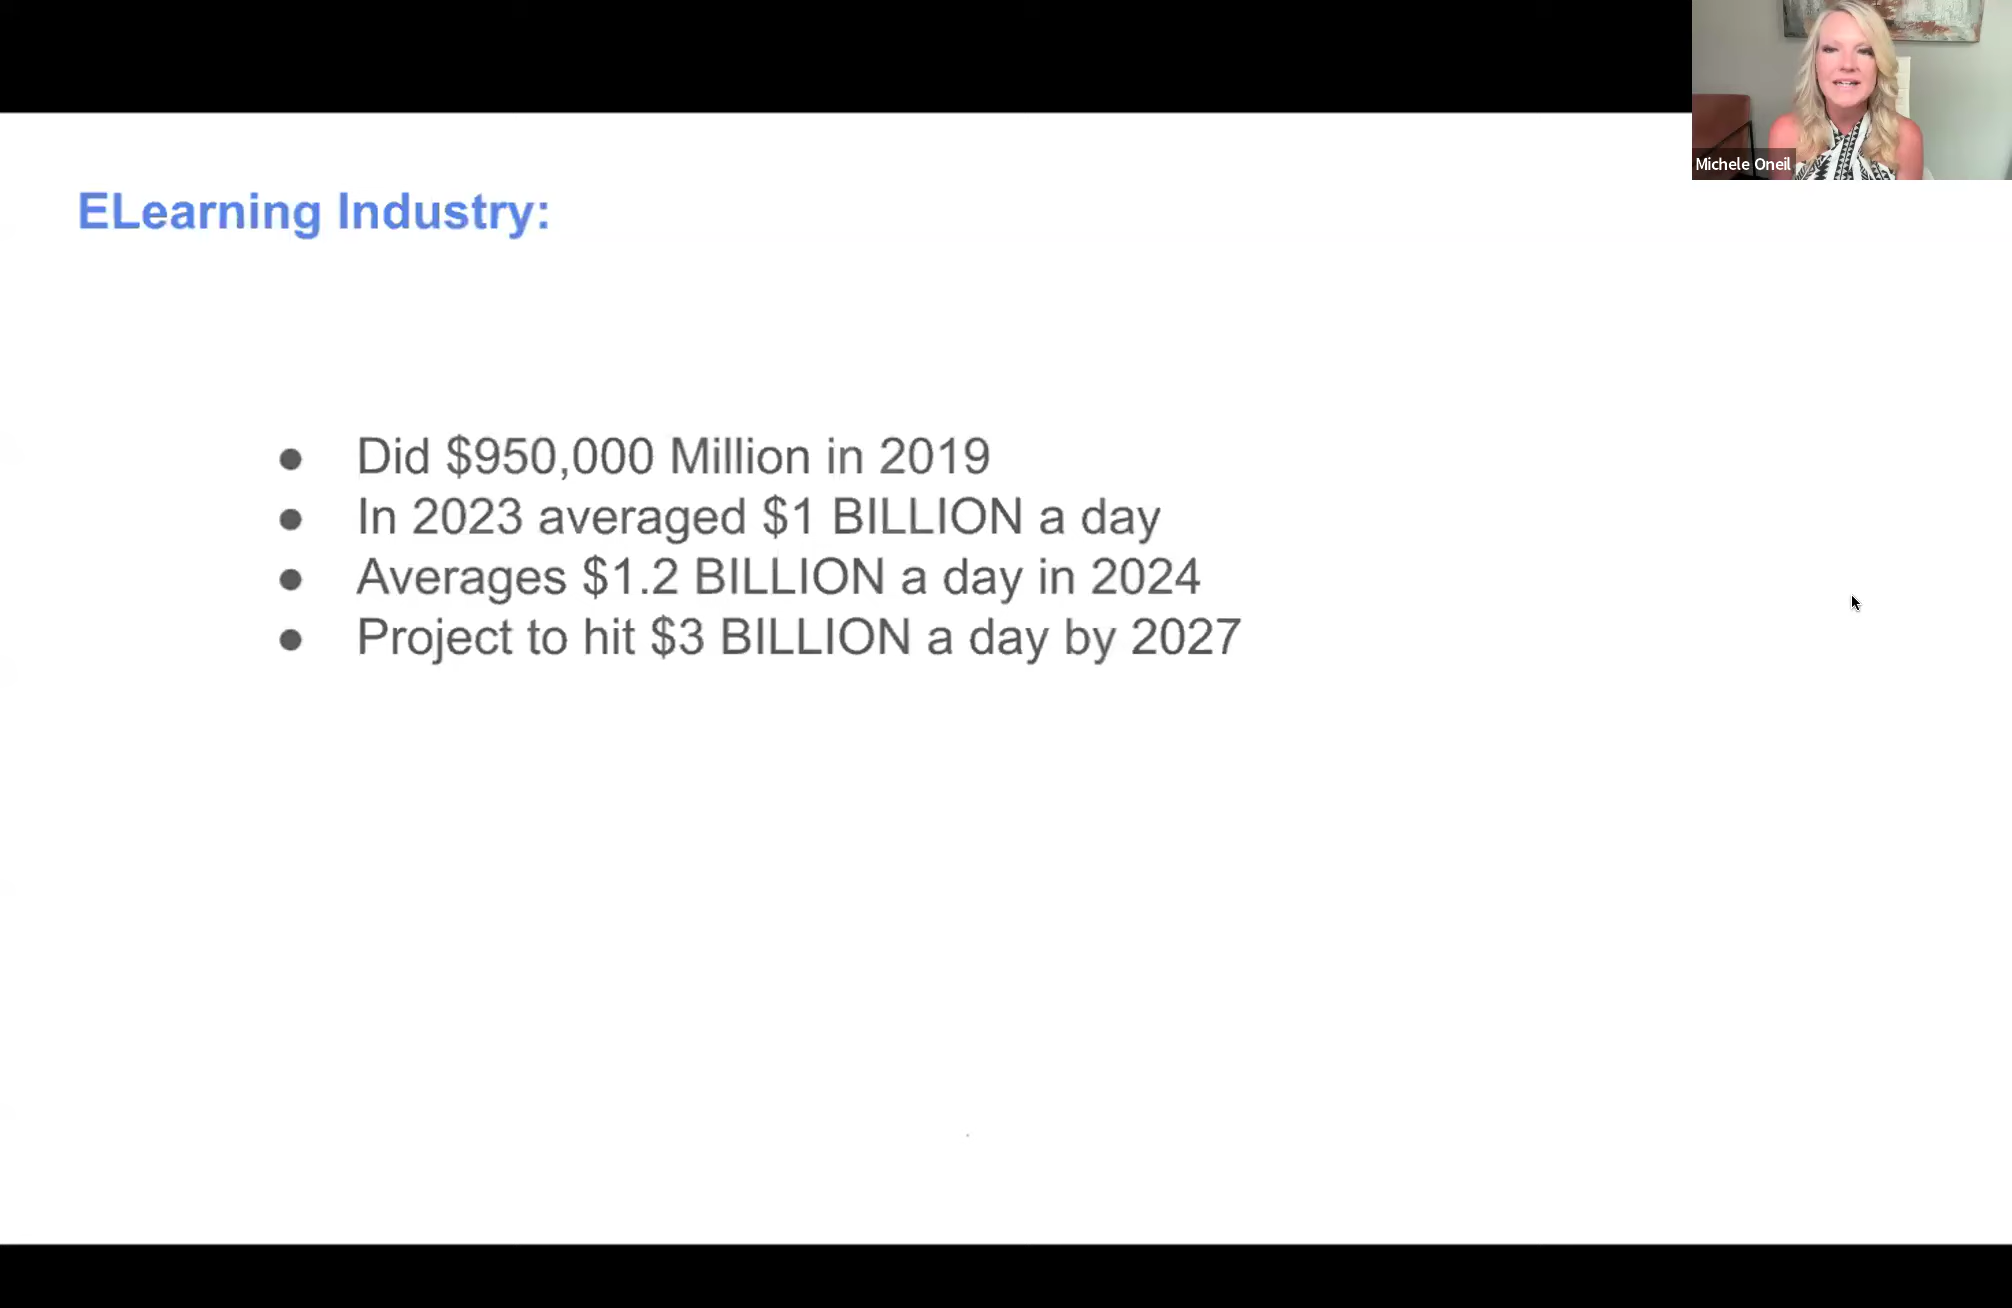 Michele Oneil
ELearning Industry:
● Did $950,000 Million in 2019
● In 2023 averaged $1 BILLION a day
● Averages $1.2 BILLION a day in 2024
● Project to hit $3 BILLION a day by 2027